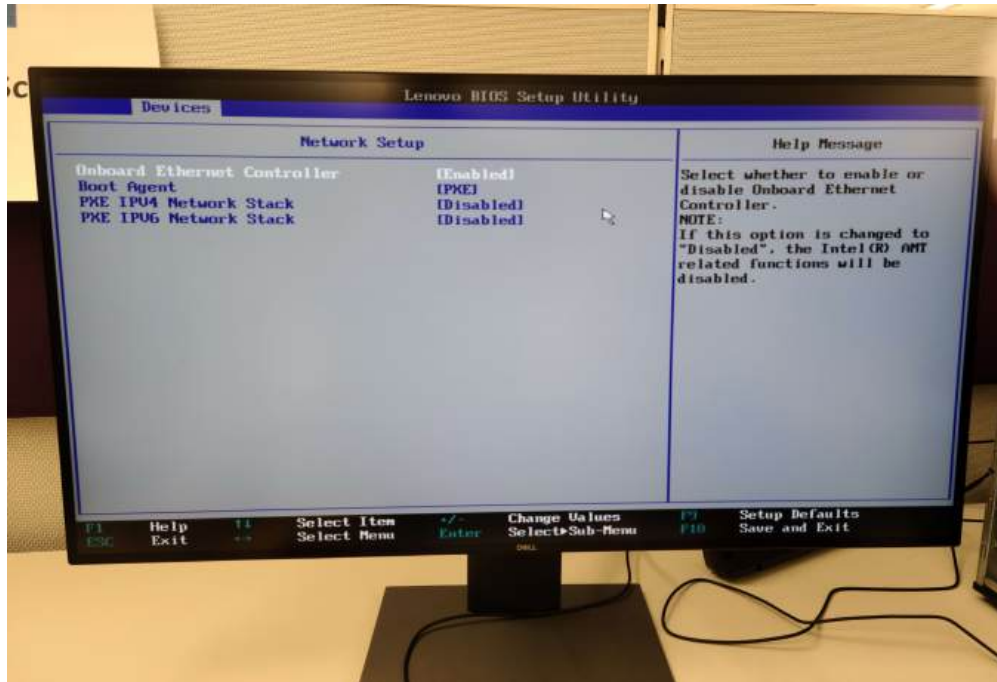 Sc
Lenovo BIOS Setup Utility
Devices
Network Setup
Help Message
Onboard Ethernet Controller [Enabled]
Boot Agent [PXE]
PXE IPV4 Network Stack [Disabled]
PXE IPV6 Network Stack [Disabled]
Select whether to enable or
disable Onboard Ethernet
Controller.
NOTE:
If this option is changed to
"Disabled", the Intel(R) AMT
related functions will be
disabled.
F1 Help ↑↓ Select Item +/- Change Values F9 Setup Defaults
ESC Exit ←→ Select Menu Enter Select▶Sub-Menu F10 Save and Exit
DELL